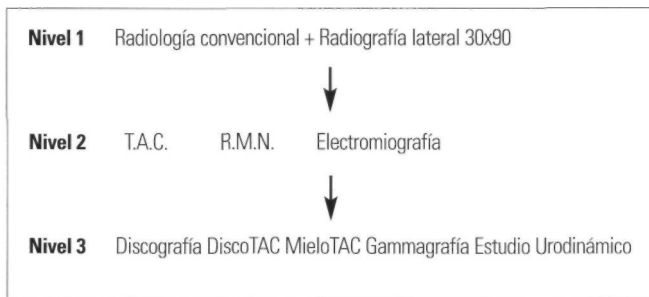 Nivel 1 Radiología convencional + Radiografía lateral 30x90
Nivel 2 T.A.C. R.M.N. Electromiografía
Nivel 3 Discografía DiscoTAC MieloTAC Gammagrafía Estudio Urodinámico